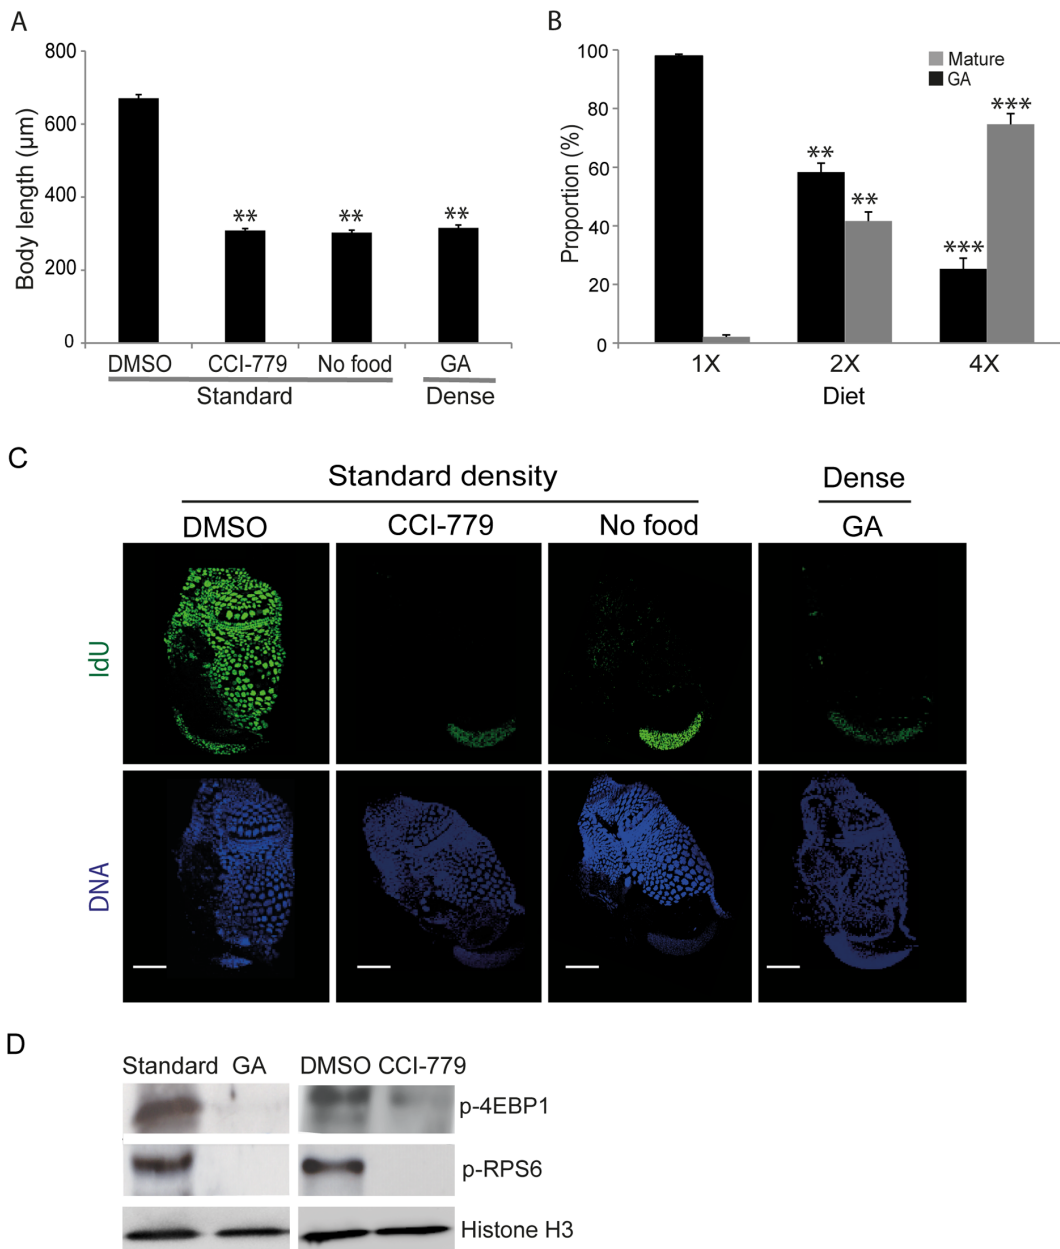 A
800
600
400
200
0
Body length (µm)
**
**
**
DMSO
CCI-779
No food
GA
Standard
Dense
B
100
80
60
40
20
0
Proportion (%)
Mature
GA
**
**
***
***
1X
2X
4X
Diet
C
Standard density
Dense
DMSO
CCI-779
No food
GA
IdU
DNA
D
Standard GA DMSO CCI-779
p-4EBP1
p-RPS6
Histone H3